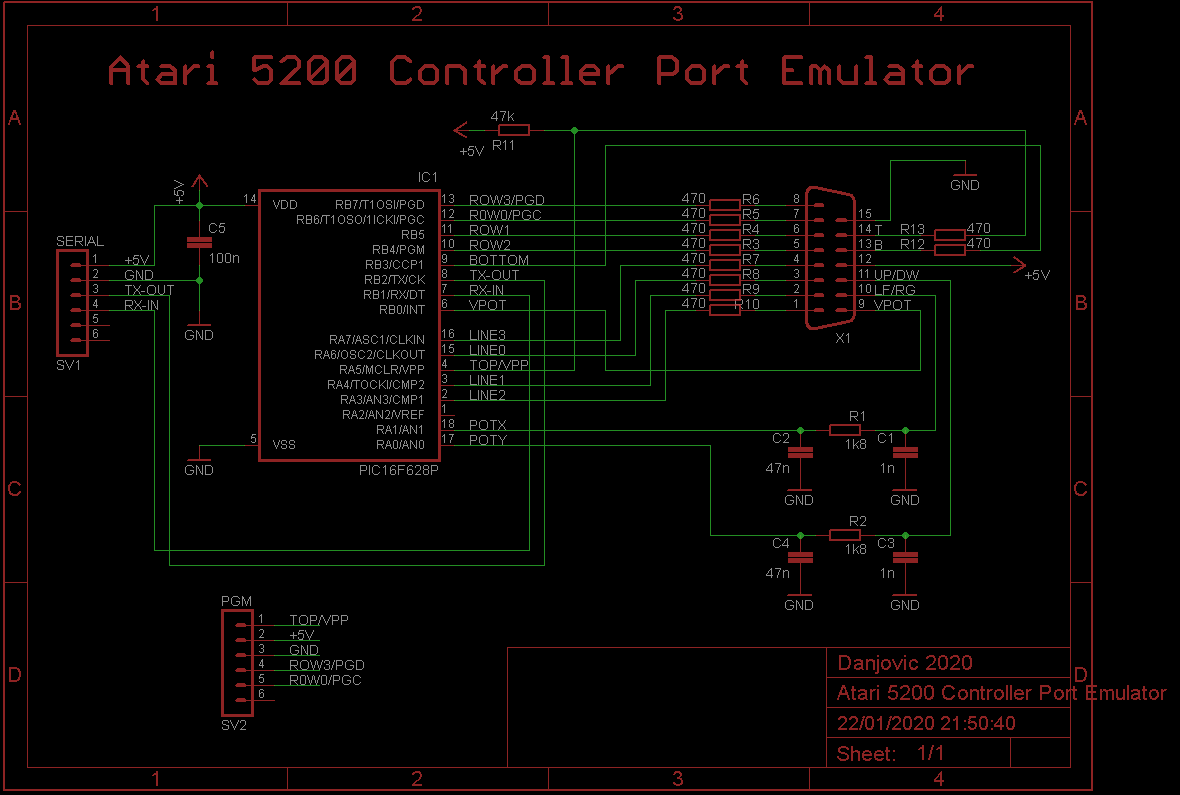 1 2 3 4
Atari 5200 Controller Port Emulator
A A
47k
+5V R11
IC1
+5V 14 VDD RB7/T1OSI/PGD 13 ROW3/PGD 470 R6 8 GND
RB6/T1OSO/1ICKI/PGC 12 R0W0/PGC 470 R5 7 15
RB5 11 ROW1 470 R4 6 14 T R13 470
RB4/PGM 10 ROW2 470 R3 5 13 B R12 470
RB3/CCP1 9 BOTTOM 470 R7 4 12 +5V
RB2/TX/CK 8 TX-OUT 470 R8 3 11 UP/DW
RB1/RX/DT 7 RX-IN 470 R9 2 10 LF/RG
RB0/INT 6 VPOT 470 R10 1 9 VPOT
C5
100n
GND
X1
SERIAL
1 +5V
2 GND
3 TX-OUT
4 RX-IN
5
6
SV1
B B
RA7/ASC1/CLKIN 16 LINE3
RA6/OSC2/CLKOUT 15 LINE0
RA5/MCLR/VPP 4 TOP/VPP
RA4/TOCKI/CMP2 3 LINE1
RA3/AN3/CMP1 2 LINE2
RA2/AN2/VREF 1
RA1/AN1 18 POTX
5 VSS RA0/AN0 17 POTY
GND
PIC16F628P
C2 R1 C1
47n 1k8 1n
GND GND
C C
C4 R2 C3
47n 1k8 1n
GND GND
PGM
1 TOP/VPP
2 +5V
3 GND
4 ROW3/PGD
5 R0W0/PGC
6
SV2
D D
Danjovic 2020
Atari 5200 Controller Port Emulator
22/01/2020 21:50:40
Sheet: 1/1
1 2 3 4